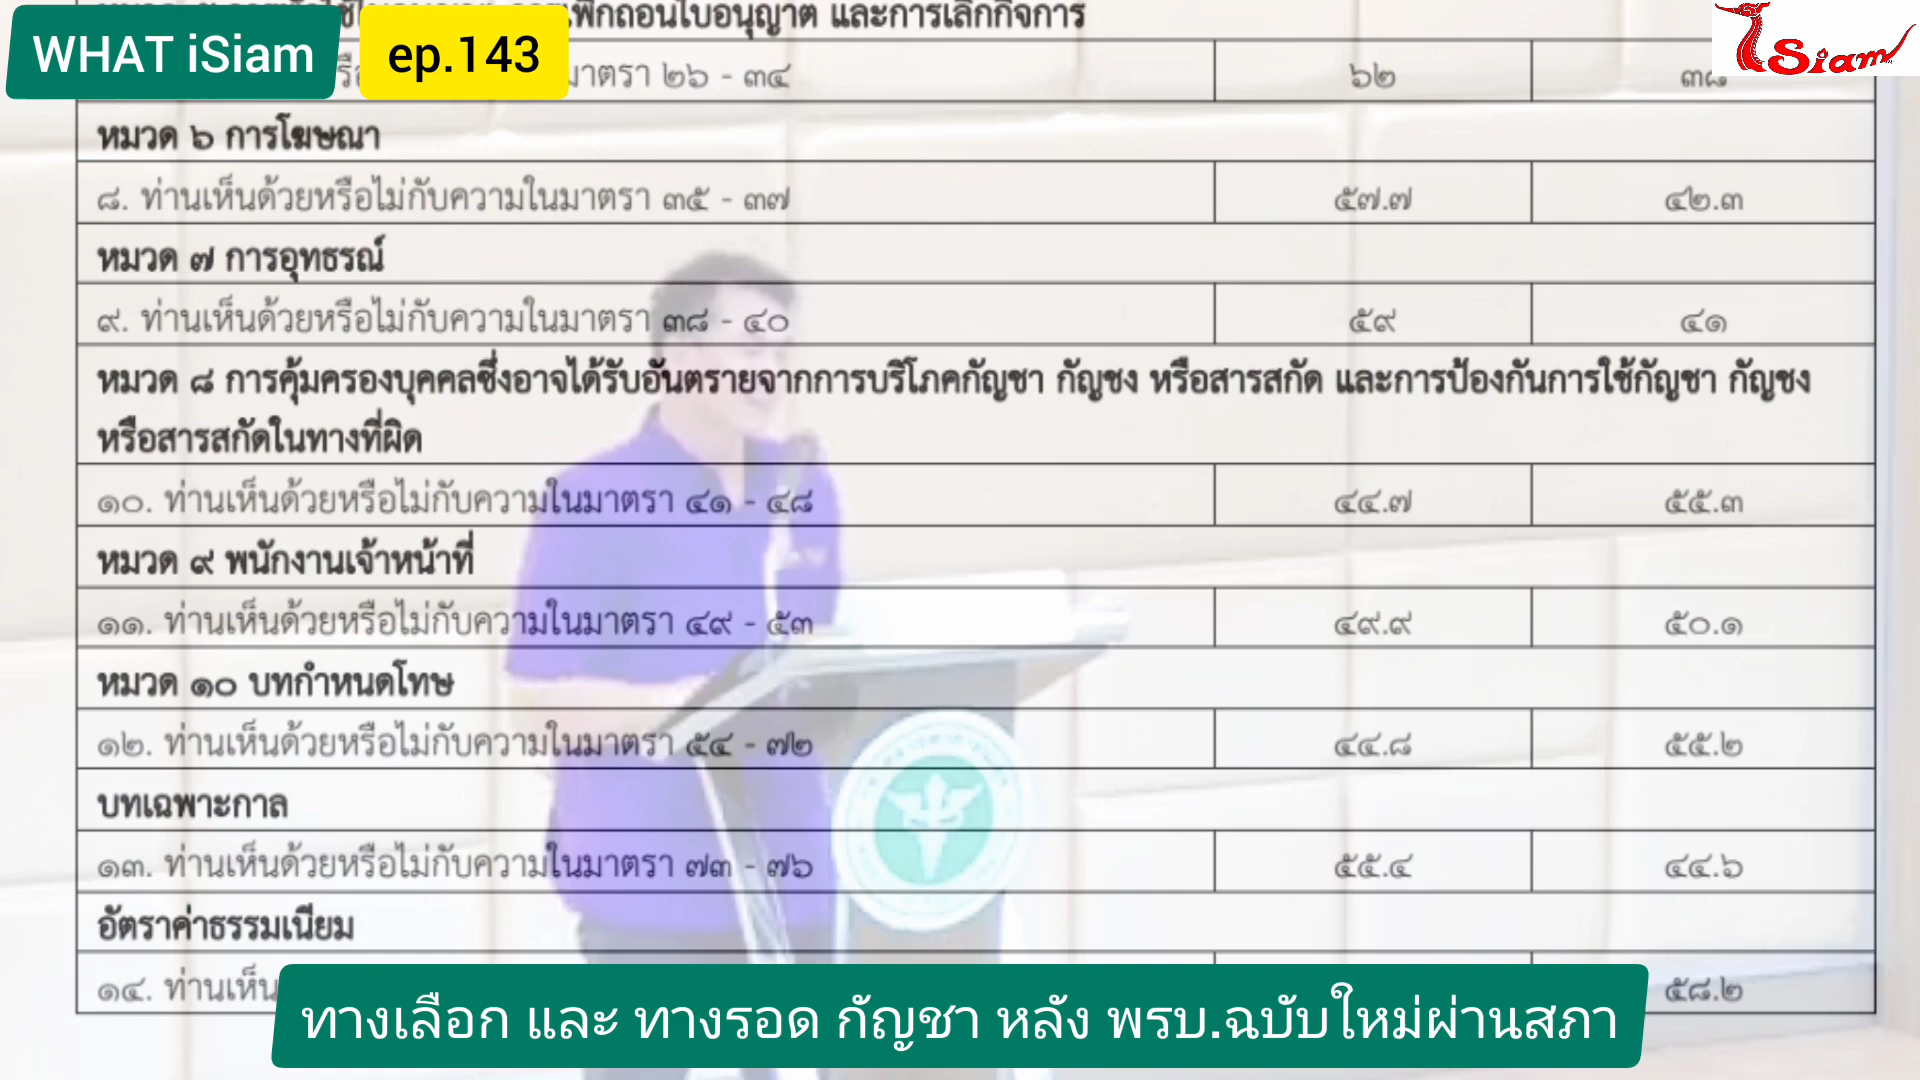 การเพิกถอนใบอนุญาต และการเลิกกิจการ
WHAT iSiam ep.143
iSiam
มาตรา ๒๖ - ๓๔ ๖๒ ๓๘
หมวด ๖ การโฆษณา
๘. ท่านเห็นด้วยหรือไม่กับความในมาตรา ๓๕ - ๓๗ ๕๗.๗ ๔๒.๓
หมวด ๗ การอุทธรณ์
๙. ท่านเห็นด้วยหรือไม่กับความในมาตรา ๓๘ - ๔๐ ๕๙ ๔๑
หมวด ๘ การคุ้มครองบุคคลซึ่งอาจได้รับอันตรายจากการบริโภคกัญชา กัญชง หรือสารสกัด และการป้องกันการใช้กัญชา กัญชง
หรือสารสกัดในทางที่ผิด
๑๐. ท่านเห็นด้วยหรือไม่กับความในมาตรา ๔๑ - ๔๘ ๔๔.๗ ๕๕.๓
หมวด ๙ พนักงานเจ้าหน้าที่
๑๑. ท่านเห็นด้วยหรือไม่กับความในมาตรา ๔๙ - ๕๓ ๔๙.๙ ๕๐.๑
หมวด ๑๐ บทกำหนดโทษ
๑๒. ท่านเห็นด้วยหรือไม่กับความในมาตรา ๕๔ - ๗๒ ๔๔.๘ ๕๕.๒
บทเฉพาะกาล
๑๓. ท่านเห็นด้วยหรือไม่กับความในมาตรา ๗๓ - ๗๖ ๕๕.๔ ๔๔.๖
อัตราค่าธรรมเนียม
๑๔. ท่านเห็น ๕๘.๒
ทางเลือก และ ทางรอด กัญชา หลัง พรบ.ฉบับใหม่ผ่านสภา